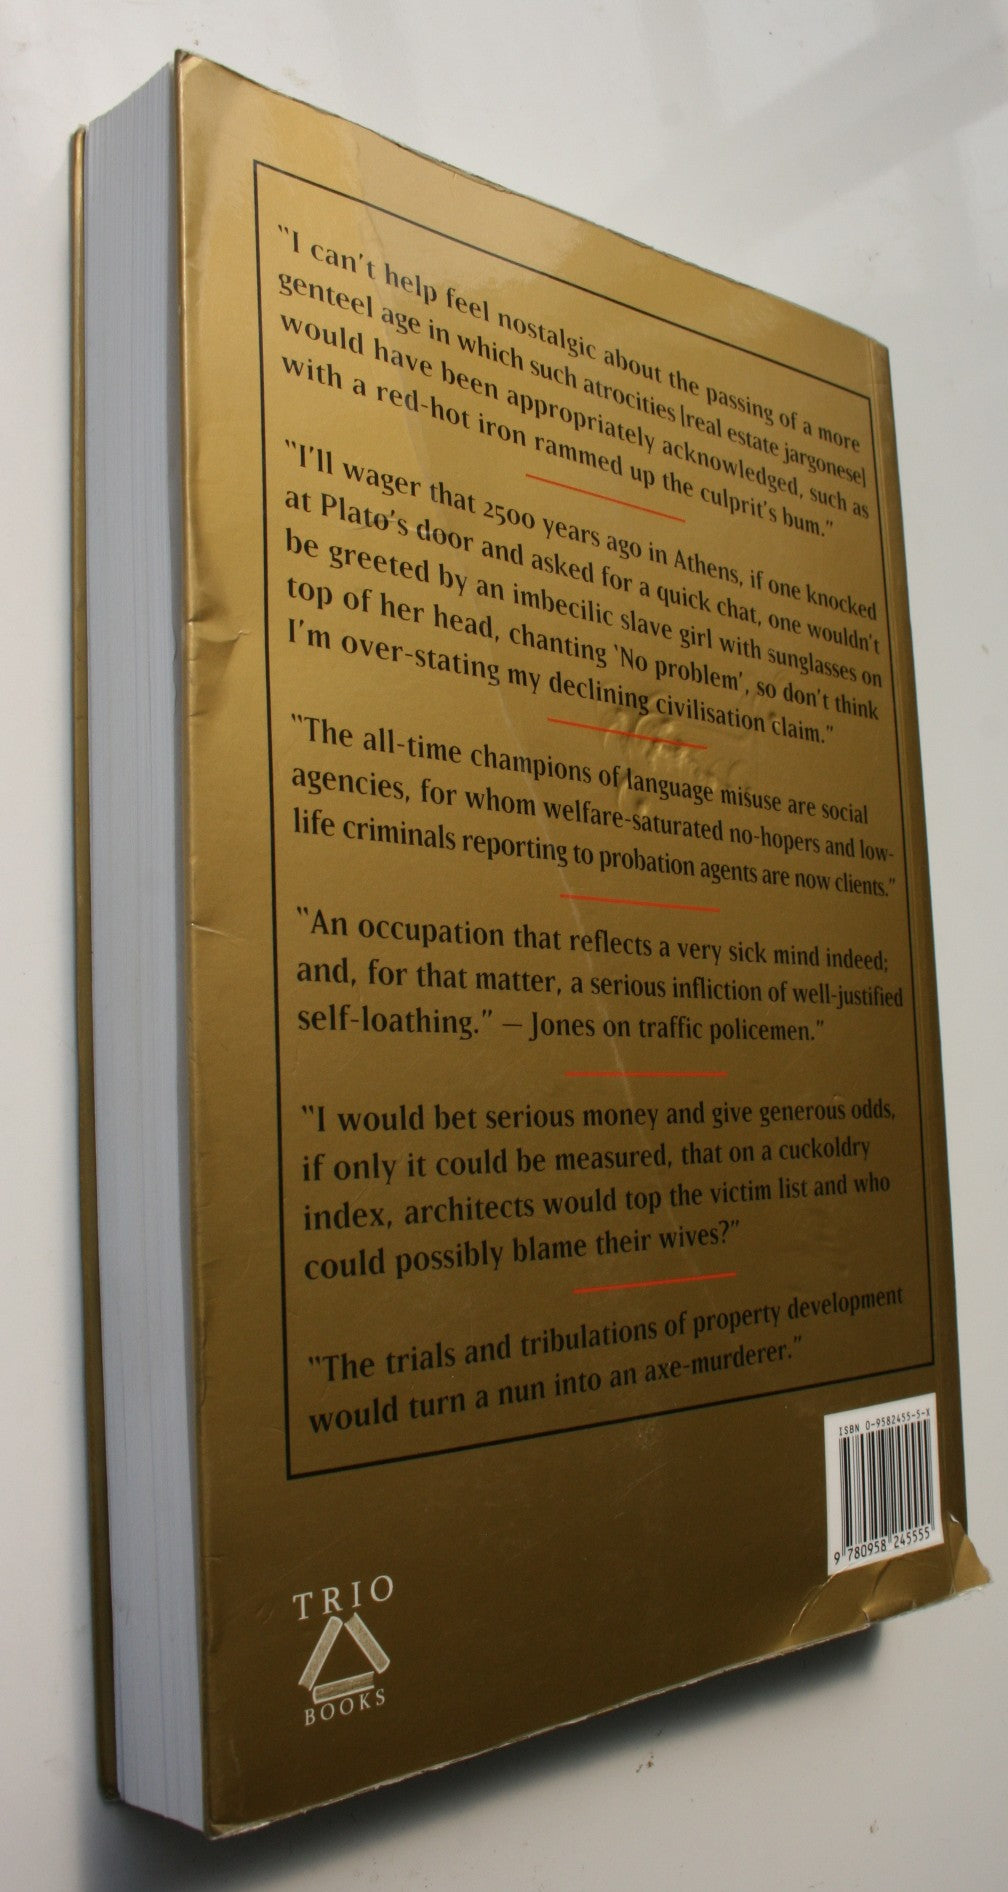 "I can't help feel nostalgic about the passing of a more
genteel age in which such atrocities [real estate jargonese]
would have been appropriately acknowledged, such as
with a red-hot iron rammed up the culprit's bum."
"I'll wager that 2500 years ago in Athens, if one knocked
at Plato's door and asked for a quick chat, one wouldn't
be greeted by an imbecilic slave girl with sunglasses on
top of her head, chanting 'No problem', so don't think
I'm over-stating my declining civilisation claim."
"The all-time champions of language misuse are social
agencies, for whom welfare-saturated no-hopers and low-
life criminals reporting to probation agents are now clients."
"An occupation that reflects a very sick mind indeed;
and, for that matter, a serious infliction of well-justified
self-loathing." – Jones on traffic policemen."
"I would bet serious money and give generous odds,
if only it could be measured, that on a cuckoldry
index, architects would top the victim list and who
could possibly blame their wives?"
"The trials and tribulations of property development
would turn a nun into an axe-murderer."
ISBN 0-9582455-5-X
9 780958 245555
TRIO
BOOKS